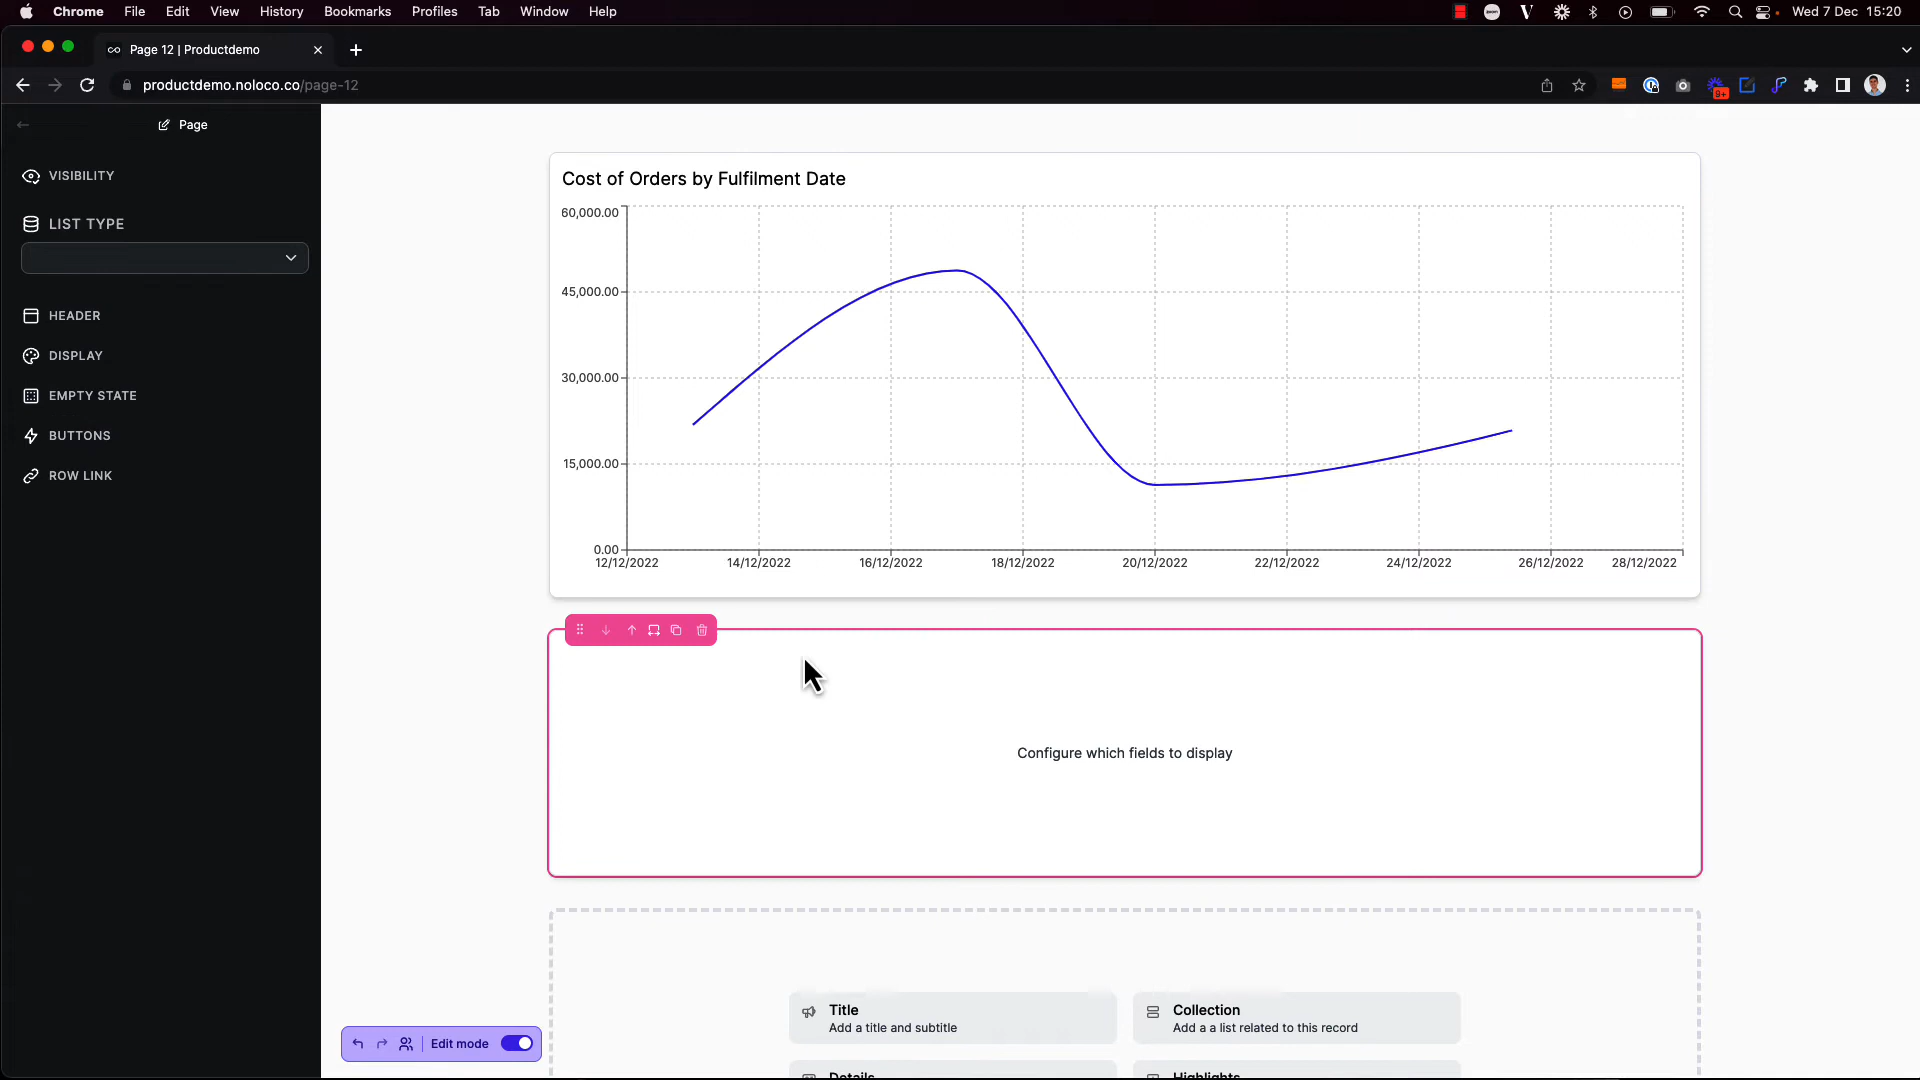 Chrome File Edit View History Bookmarks Profiles Tab Window Help
zoom
Wed 7 Dec 15:20
Page 12 | Productdemo
productdemo.noloco.co/page-12
9+
Page
VISIBILITY
LIST TYPE
HEADER
DISPLAY
EMPTY STATE
BUTTONS
ROW LINK
Cost of Orders by Fulfilment Date
60,000.00
45,000.00
30,000.00
15,000.00
0.00
12/12/2022 14/12/2022 16/12/2022 18/12/2022 20/12/2022 22/12/2022 24/12/2022 26/12/2022 28/12/2022
Configure which fields to display
Title
Add a title and subtitle
Collection
Add a a list related to this record
Details
Highlights
Edit mode